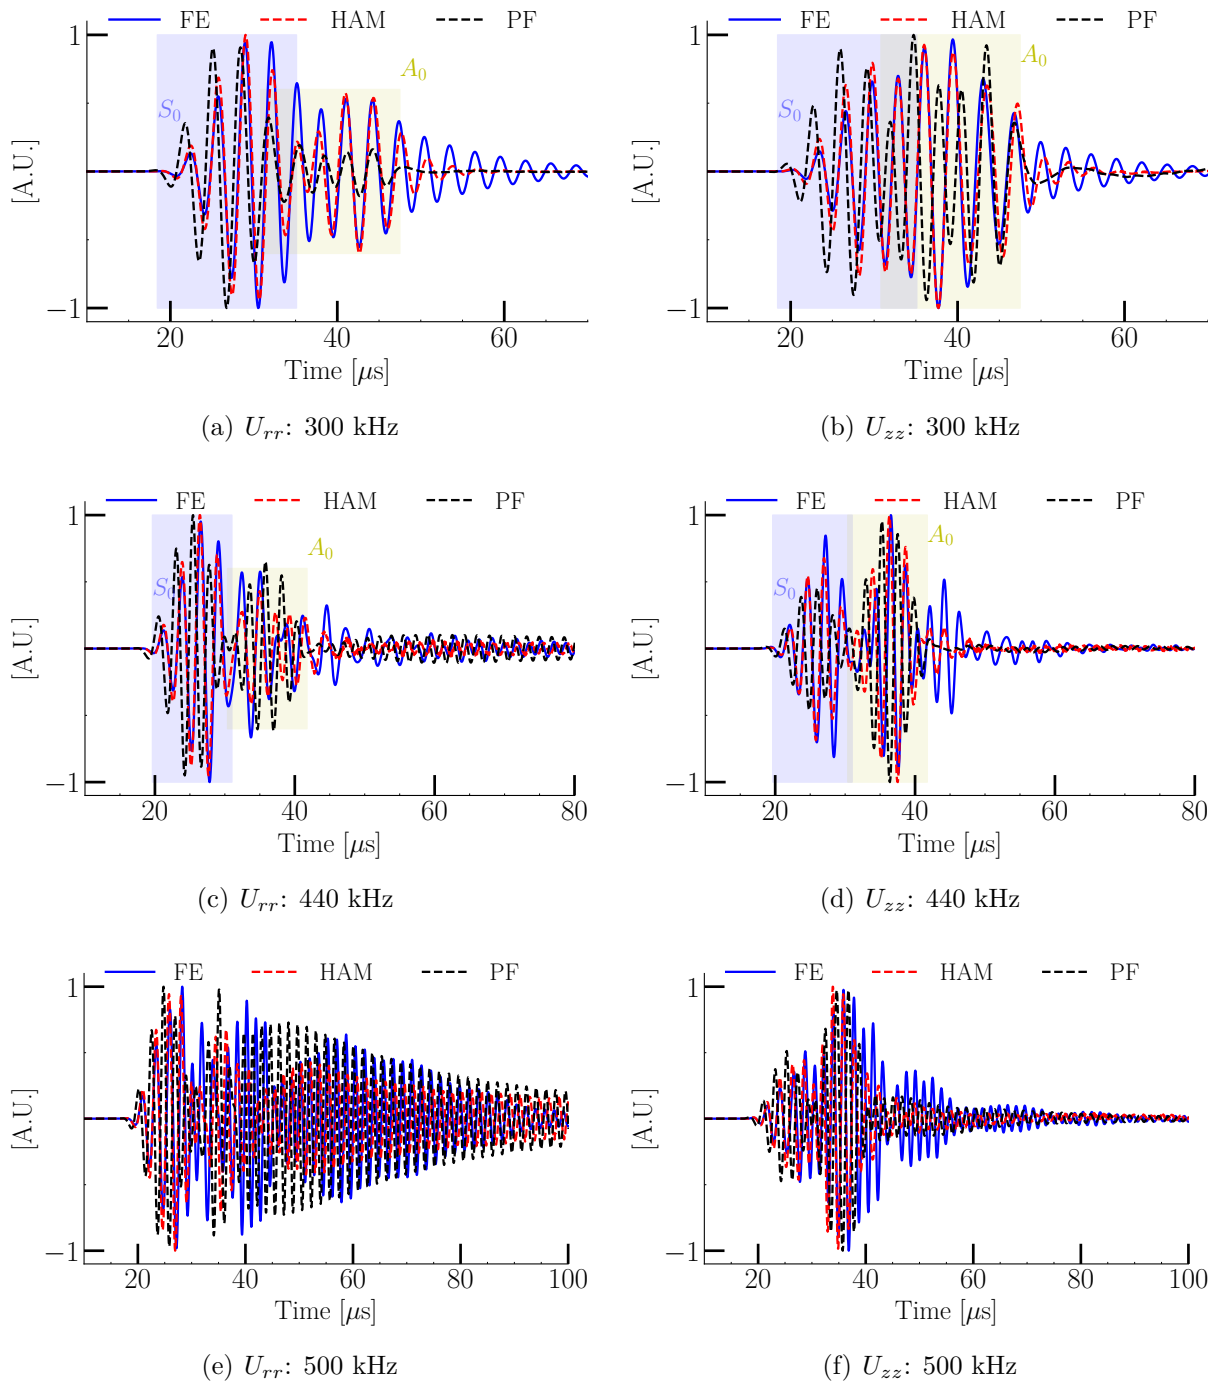 FE HAM PF
FE HAM PF
1
[A.U.]
−1
S0
A0
20 40 60
Time [μs]
1
[A.U.]
−1
S0
A0
20 40 60
Time [μs]
(a) Urr: 300 kHz
(b) Uzz: 300 kHz
FE HAM PF
FE HAM PF
1
[A.U.]
−1
S0
A0
20 40 60 80
Time [μs]
1
[A.U.]
−1
S0
A0
20 40 60 80
Time [μs]
(c) Urr: 440 kHz
(d) Uzz: 440 kHz
FE HAM PF
FE HAM PF
1
[A.U.]
−1
20 40 60 80 100
Time [μs]
1
[A.U.]
−1
20 40 60 80 100
Time [μs]
(e) Urr: 500 kHz
(f) Uzz: 500 kHz